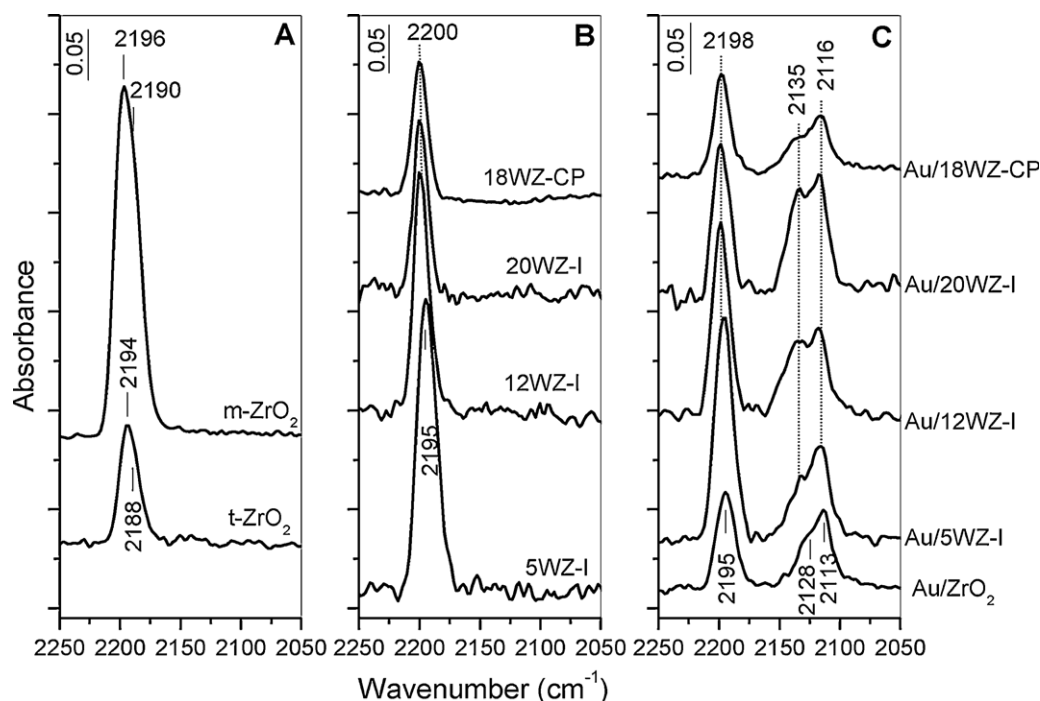 A
0.05
2196
2190
2194
2188
m-ZrO₂
t-ZrO₂
2250 2200 2150 2100 2050
B
0.05
2200
18WZ-CP
20WZ-I
12WZ-I
2195
5WZ-I
2250 2200 2150 2100 2050
C
0.05
2198
2135
2116
Au/18WZ-CP
Au/20WZ-I
Au/12WZ-I
Au/5WZ-I
2195
2128
2113
Au/ZrO₂
2250 2200 2150 2100 2050
Absorbance
Wavenumber (cm⁻¹)